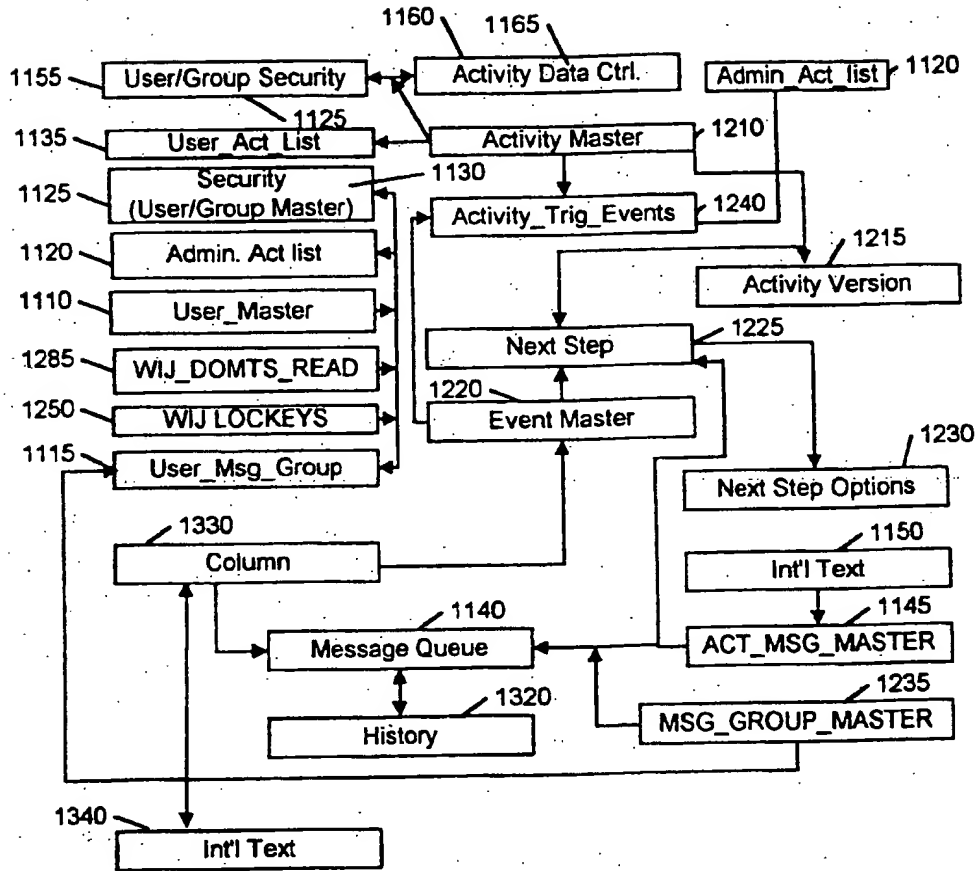 1160
1165
1155
User/Group Security
Activity Data Ctrl.
Admin_Act_list
1120
1125
1135
User_Act_List
Activity Master
1210
1130
1125
Security
(User/Group Master)
Activity_Trig_Events
1240
1120
Admin. Act list
1215
Activity Version
1110
User_Master
1225
Next Step
1285
WIJ_DOMTS_READ
1220
1250
WIJ LOCKEYS
Event Master
1115
User_Msg_Group
1230
Next Step Options
1330
Column
1150
Int'l Text
1140
Message Queue
1145
ACT_MSG_MASTER
1320
History
1235
MSG_GROUP_MASTER
1340
Int'l Text